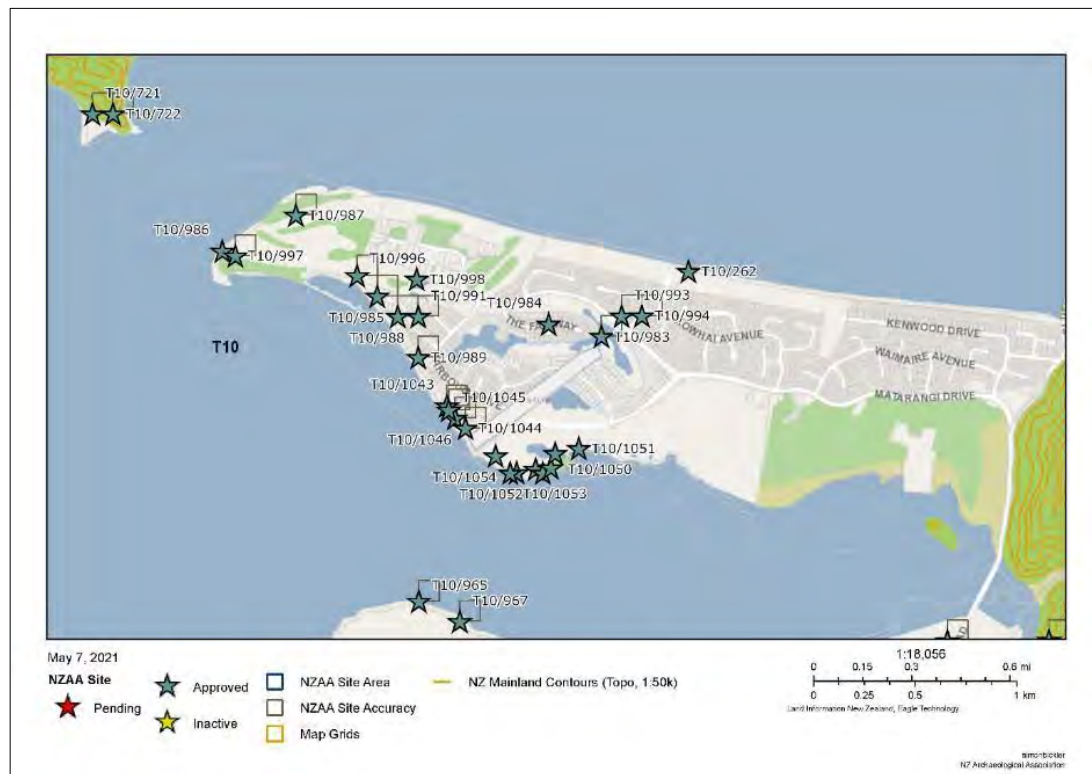 T10/721
T10/722
T10/987
T10/986
T10/997
T10/996
T10/998
T10/262
T10/991
T10/984
T10/993
T10/985
T10/994
THE FAIRWAY
KENWOOD DRIVE
T10/988
T10/983
AVENUE
T10
T10/989
WAIMAIRE AVENUE
T10/1043
MATARANGI DRIVE
T10/1045
T10/1044
T10/1046
T10/1051
T10/1054
T10/1050
T10/1052
T10/1053
T10/965
T10/967
May 7, 2021
NZAA Site
Pending
Approved
Inactive
NZAA Site Area
NZAA Site Accuracy
Map Grids
NZ Mainland Contours (Topo, 1:50k)
1:18,056
0 0.15 0.3 0.6 mi
0 0.25 0.5 1 km
Land Information New Zealand, Eagle Technology
simonbickler
NZ Archaeological Association